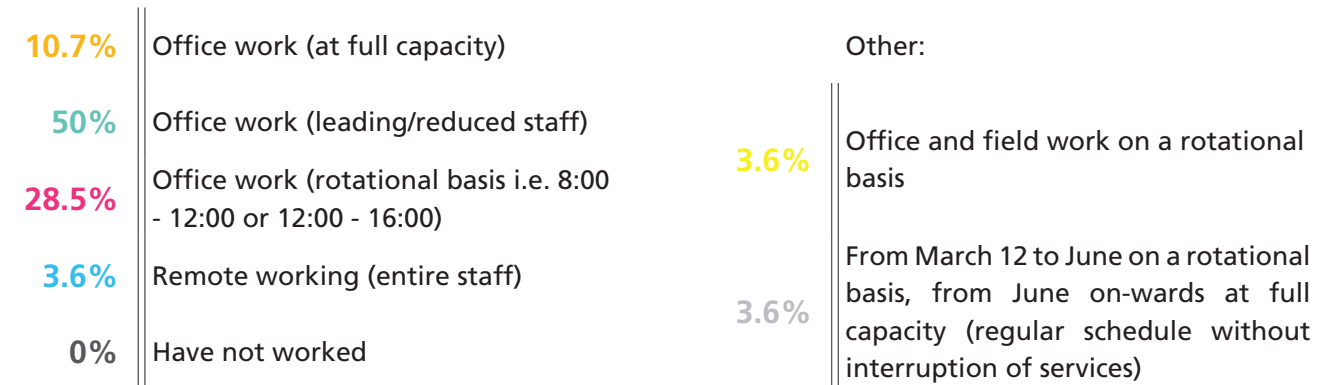 10.7% Office work (at full capacity)
50% Office work (leading/reduced staff)
28.5% Office work (rotational basis i.e. 8:00
- 12:00 or 12:00 - 16:00)
3.6% Remote working (entire staff)
0% Have not worked
Other:
3.6% Office and field work on a rotational
basis
3.6% From March 12 to June on a rotational
basis, from June on-wards at full
capacity (regular schedule without
interruption of services)